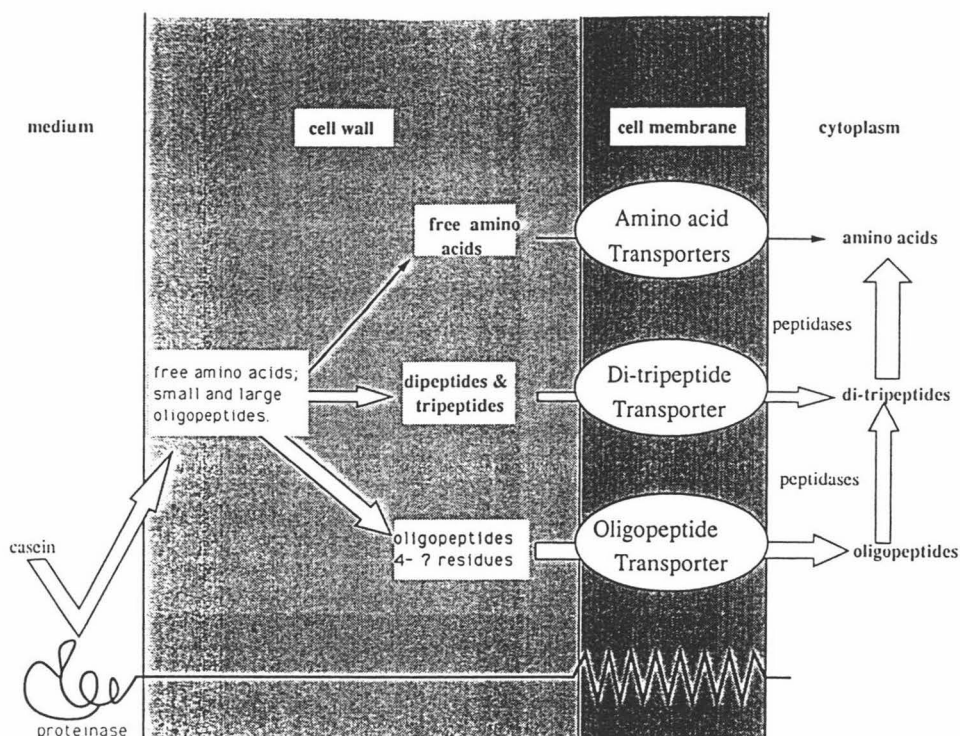 medium
cell wall
cell membrane
cytoplasm
free amino
acids
Amino acid
Transporters
amino acids
peptidases
free amino acids;
small and large
oligopeptides.
dipeptides &
tripeptides
Di-tripeptide
Transporter
di-tripeptides
peptidases
casein
oligopeptides
4- ? residues
Oligopeptide
Transporter
oligopeptides
proteinase